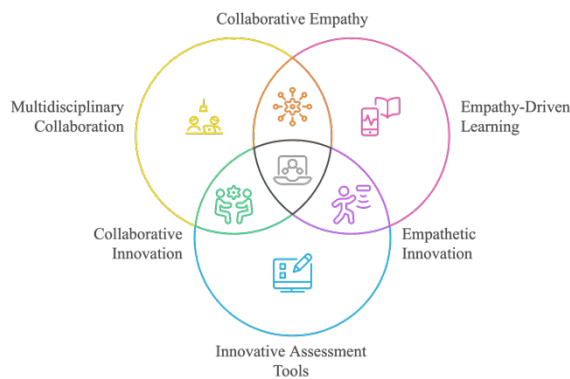 Collaborative Empathy
Multidisciplinary
Collaboration
Empathy-Driven
Learning
Collaborative
Innovation
Empathetic
Innovation
Innovative Assessment
Tools